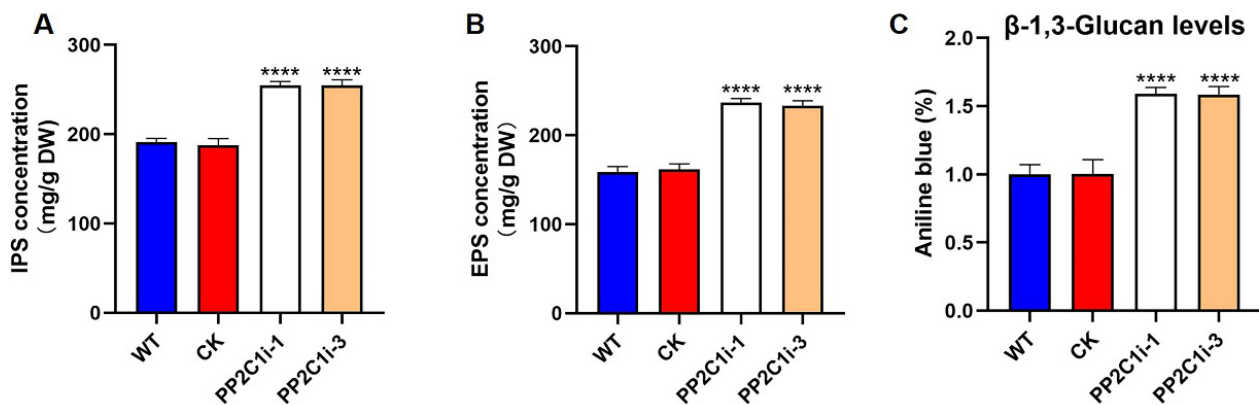 A
IPS concentration
(mg/g DW)
300
200
100
0
****
****
WT
CK
PP2C1i-1
PP2C1i-3
B
EPS concentration
(mg/g DW)
300
200
100
0
****
****
WT
CK
PP2C1i-1
PP2C1i-3
C
β-1,3-Glucan levels
Aniline blue (%)
2.0
1.5
1.0
0.5
0.0
****
****
WT
CK
PP2C1i-1
PP2C1i-3